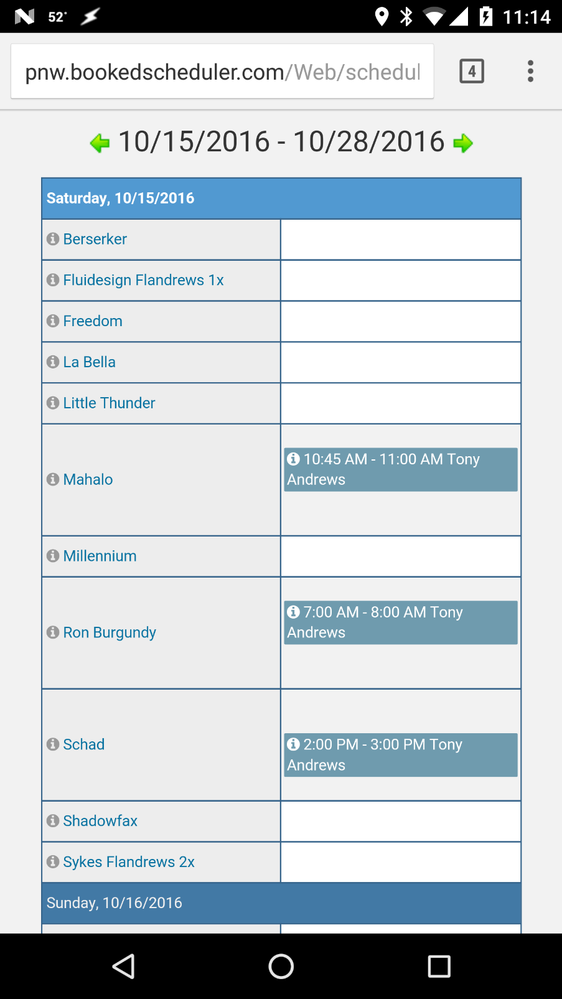 52° 11:14
pnw.bookedscheduler.com/Web/schedul
4
10/15/2016 - 10/28/2016
Saturday, 10/15/2016
Berserker
Fluidesign Flandrews 1x
Freedom
La Bella
Little Thunder
Mahalo
10:45 AM - 11:00 AM Tony
Andrews
Millennium
Ron Burgundy
7:00 AM - 8:00 AM Tony
Andrews
Schad
2:00 PM - 3:00 PM Tony
Andrews
Shadowfax
Sykes Flandrews 2x
Sunday, 10/16/2016